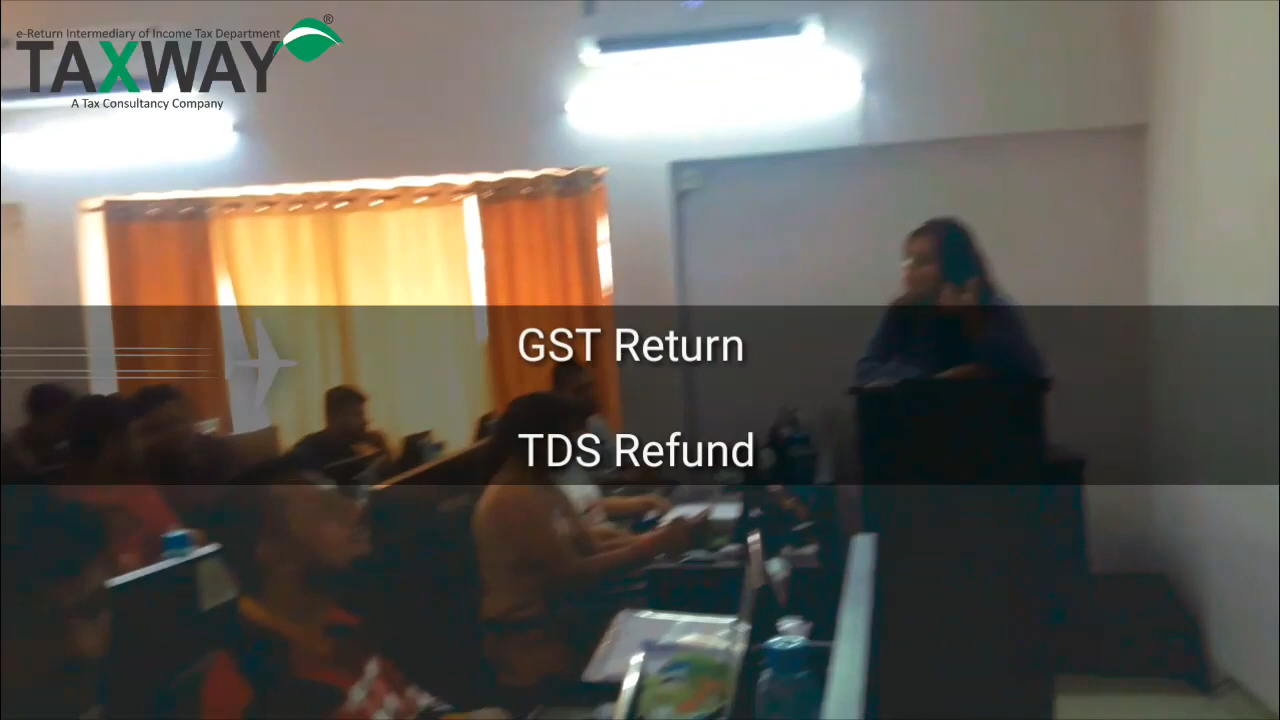 ®
e-Return Intermediary of Income Tax Department
TAXWAY
A Tax Consultancy Company
GST Return
TDS Refund